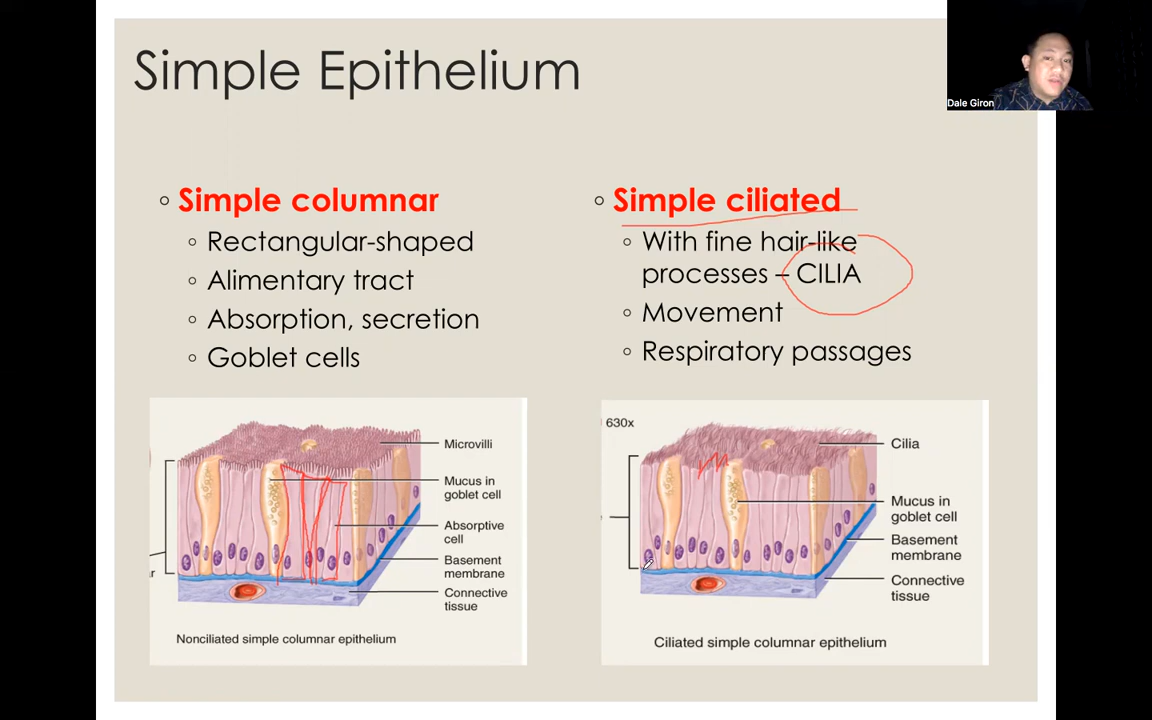 Simple Epithelium
Dale Giron
Simple columnar
Rectangular-shaped
Alimentary tract
Absorption, secretion
Goblet cells
Simple ciliated
With fine hair-like
processes – CILIA
Movement
Respiratory passages
Microvilli
Mucus in
goblet cell
Absorptive
cell
Basement
membrane
Connective
tissue
Nonciliated simple columnar epithelium
630x
Cilia
Mucus in
goblet cell
Basement
membrane
Connective
tissue
Ciliated simple columnar epithelium